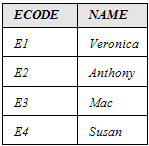 ECODE NAME
E1 Veronica
E2 Anthony
E3 Mac
E4 Susan